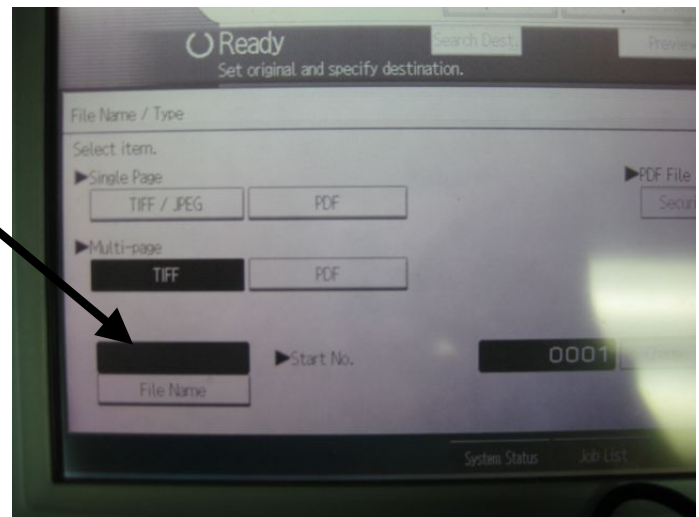 Search Dest.
Preview
Ready
Set original and specify destination.
File Name / Type
Select item.
▶Single Page
▶PDF File
TIFF / JPEG
PDF
Securi
▶Multi-page
TIFF
PDF
▶Start No.
0001
File Name
System Status
Job List